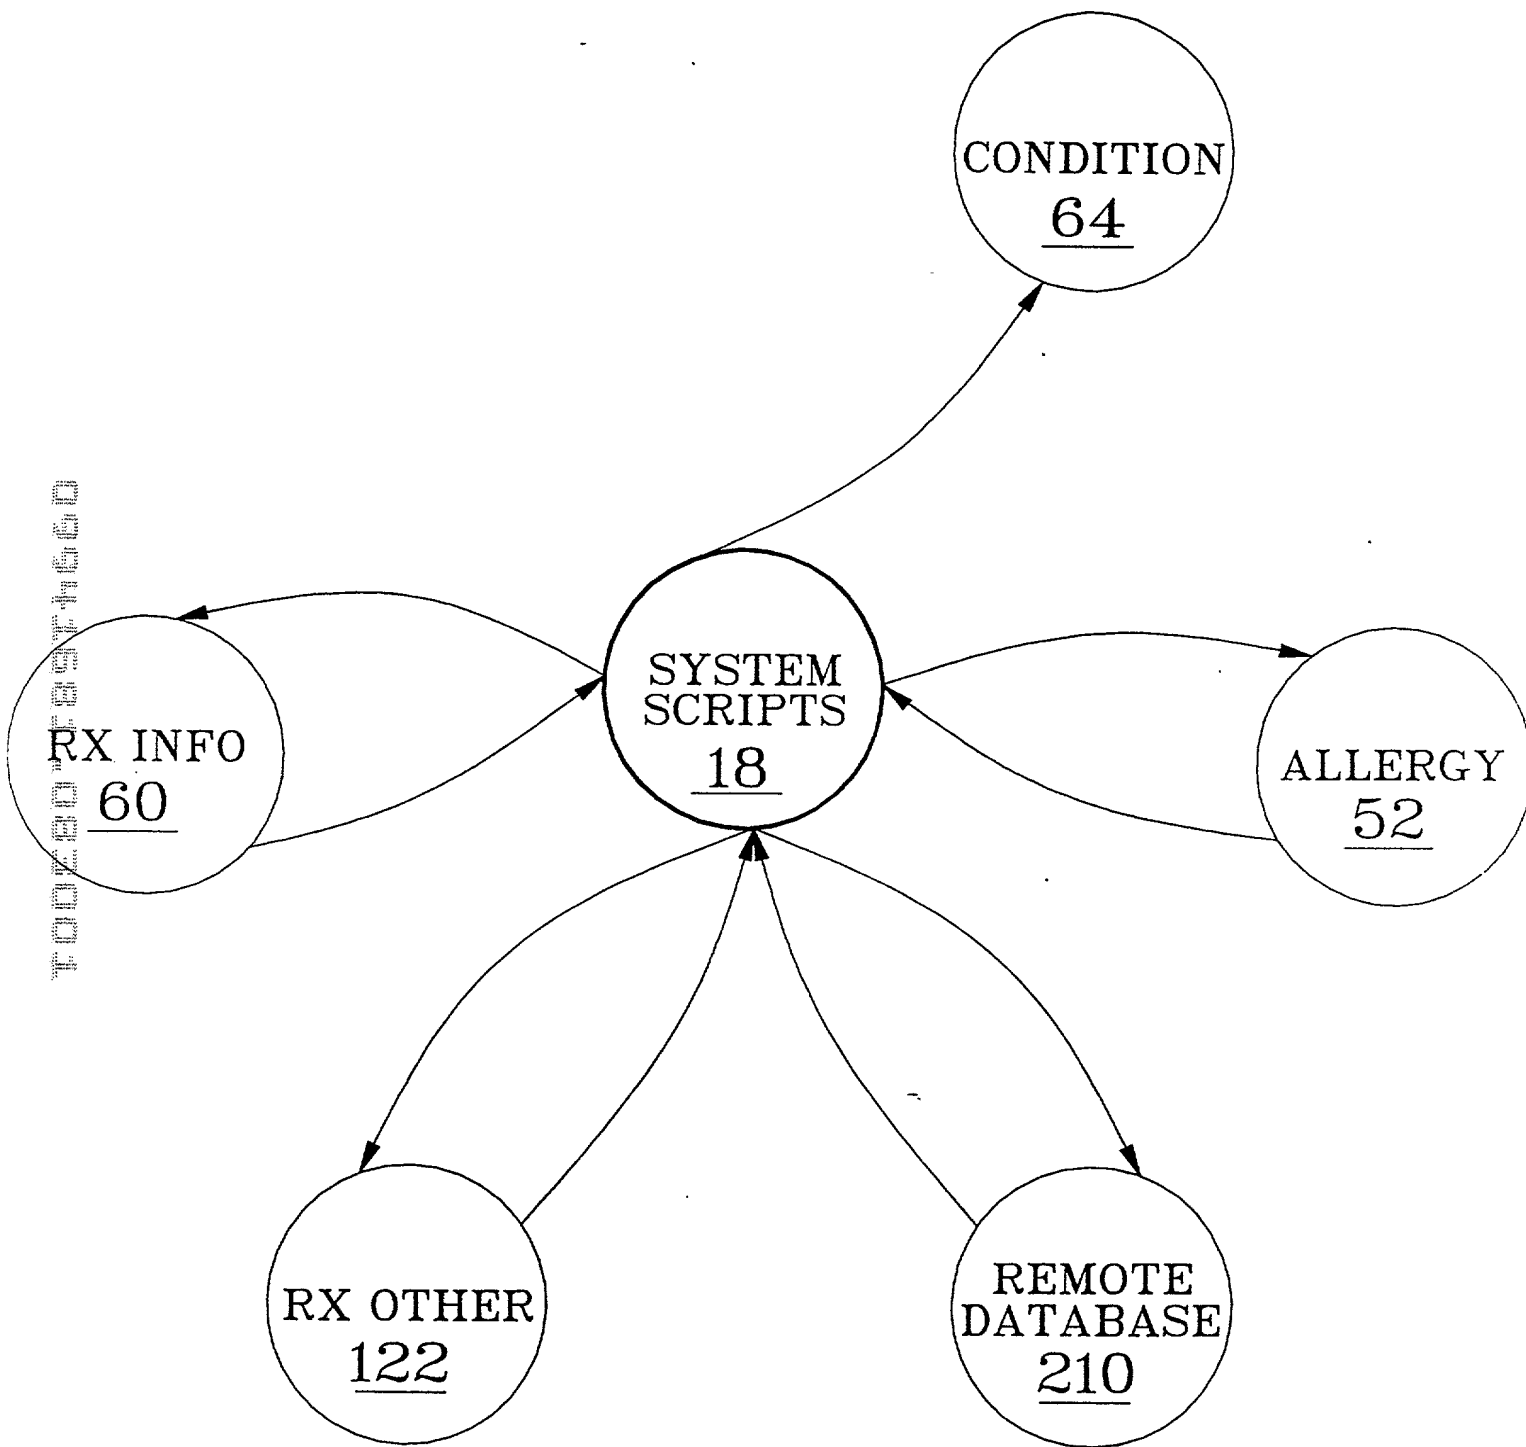 CONDITION
64
SYSTEM
SCRIPTS
18
RX INFO
60
ALLERGY
52
RX OTHER
122
REMOTE
DATABASE
210